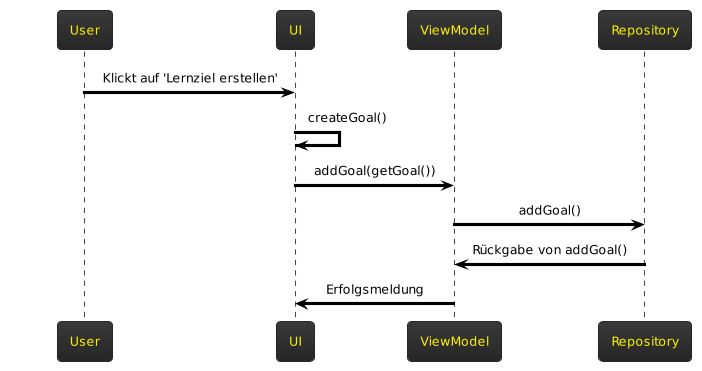 User
UI
ViewModel
Repository
Klickt auf 'Lernziel erstellen'
createGoal()
addGoal(getGoal())
addGoal()
Rückgabe von addGoal()
Erfolgsmeldung
User
UI
ViewModel
Repository